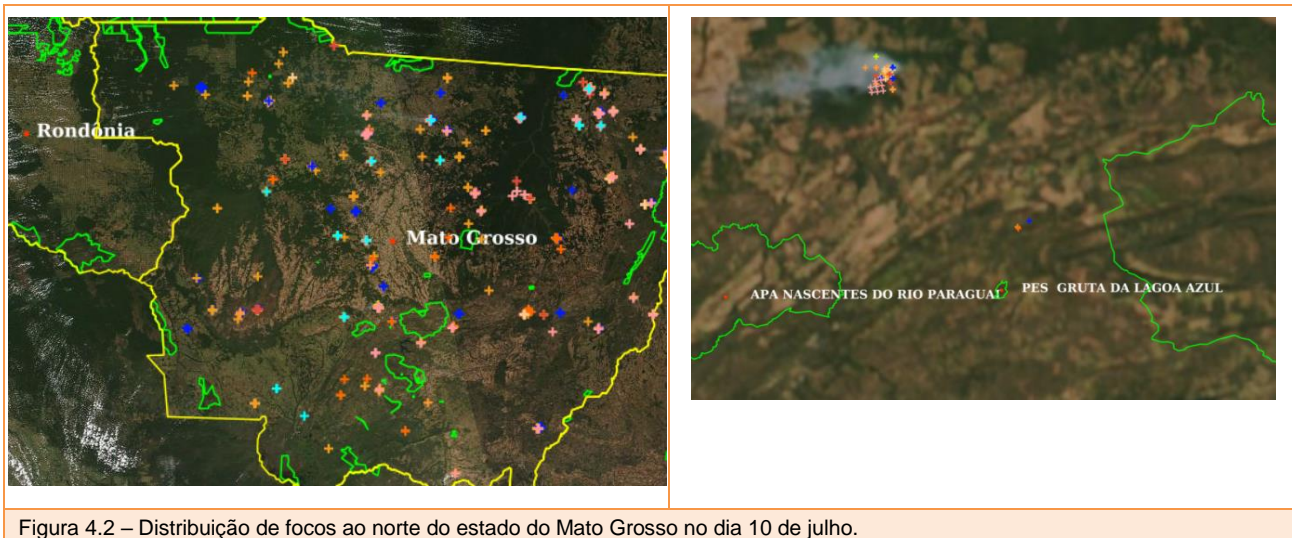 Rondônia
Mato Grosso
APA NASCENTES DO RIO PARAGUAI
PES GRUTA DA LAGOA AZUL
Figura 4.2 – Distribuição de focos ao norte do estado do Mato Grosso no dia 10 de julho.